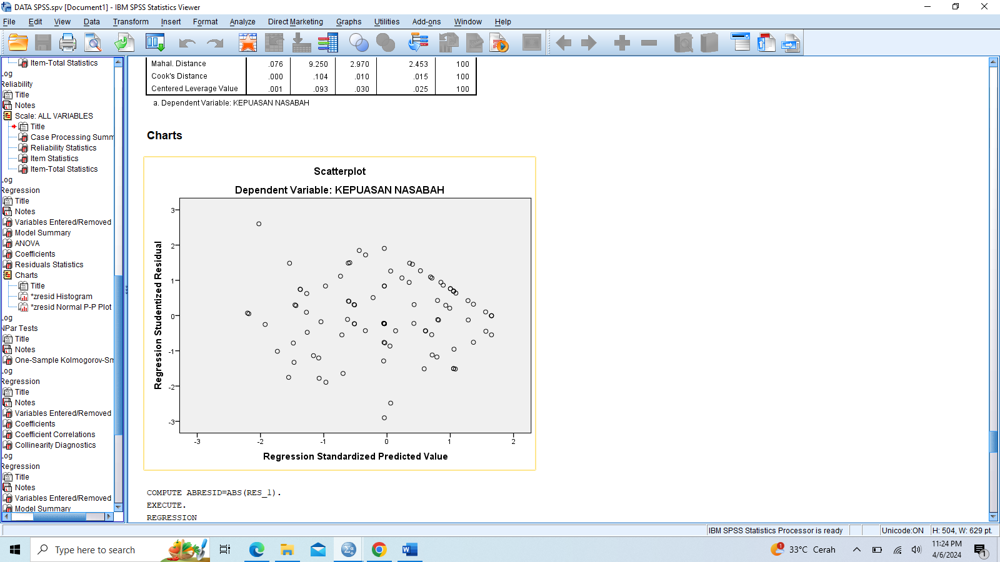 DATA SPSS.spv [Document1] - IBM SPSS Statistics Viewer
File Edit View Data Transform Insert Format Analyze Direct Marketing Graphs Utilities Add-ons Window Help
Item-Total Statistics
Log
Reliability
Title
Notes
Scale: ALL VARIABLES
Title
Case Processing Summ
Reliability Statistics
Item Statistics
Item-Total Statistics
Log
Regression
Title
Notes
Variables Entered/Removed
Model Summary
ANOVA
Coefficients
Residuals Statistics
Charts
Title
*zresid Histogram
*zresid Normal P-P Plot
Log
NPar Tests
Title
Notes
One-Sample Kolmogorov-Sm
Log
Regression
Title
Notes
Variables Entered/Removed
Coefficients
Coefficient Correlations
Collinearity Diagnostics
Log
Regression
Title
Notes
Variables Entered/Removed
Model Summary
Mahal. Distance .076 9.250 2.970 2.453 100
Cook's Distance .000 .104 .010 .015 100
Centered Leverage Value .001 .093 .030 .025 100
a. Dependent Variable: KEPUASAN NASABAH
Charts
Scatterplot
Dependent Variable: KEPUASAN NASABAH
Regression Studentized Residual
3
2
1
0
-1
-2
-3
-3 -2 -1 0 1 2
Regression Standardized Predicted Value
COMPUTE ABRESID=ABS(RES_1).
EXECUTE.
REGRESSION
IBM SPSS Statistics Processor is ready Unicode:ON H: 504, W: 629 pt.
Type here to search
1
33°C Cerah
11:24 PM
4/6/2024
1